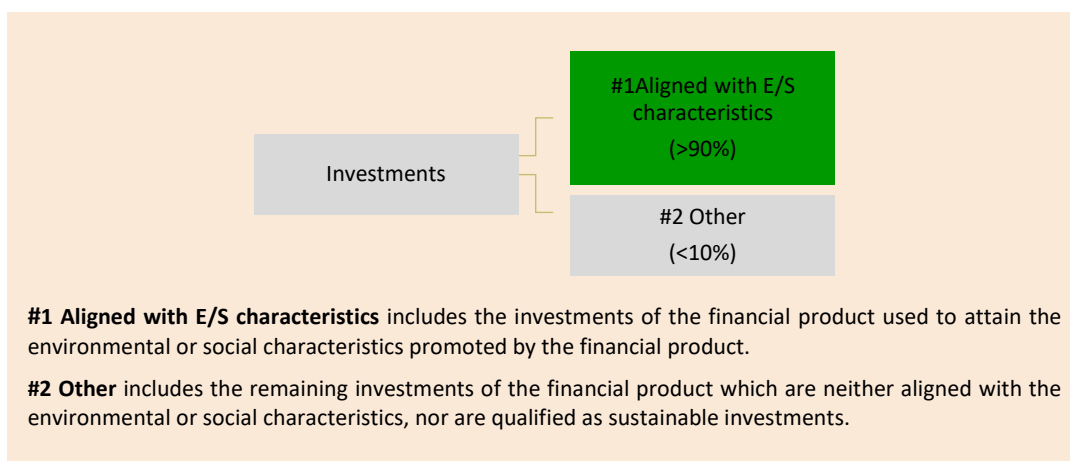 #1Aligned with E/S
characteristics
(>90%)
Investments
#2 Other
(<10%)
#1 Aligned with E/S characteristics includes the investments of the financial product used to attain the
environmental or social characteristics promoted by the financial product.
#2 Other includes the remaining investments of the financial product which are neither aligned with the
environmental or social characteristics, nor are qualified as sustainable investments.